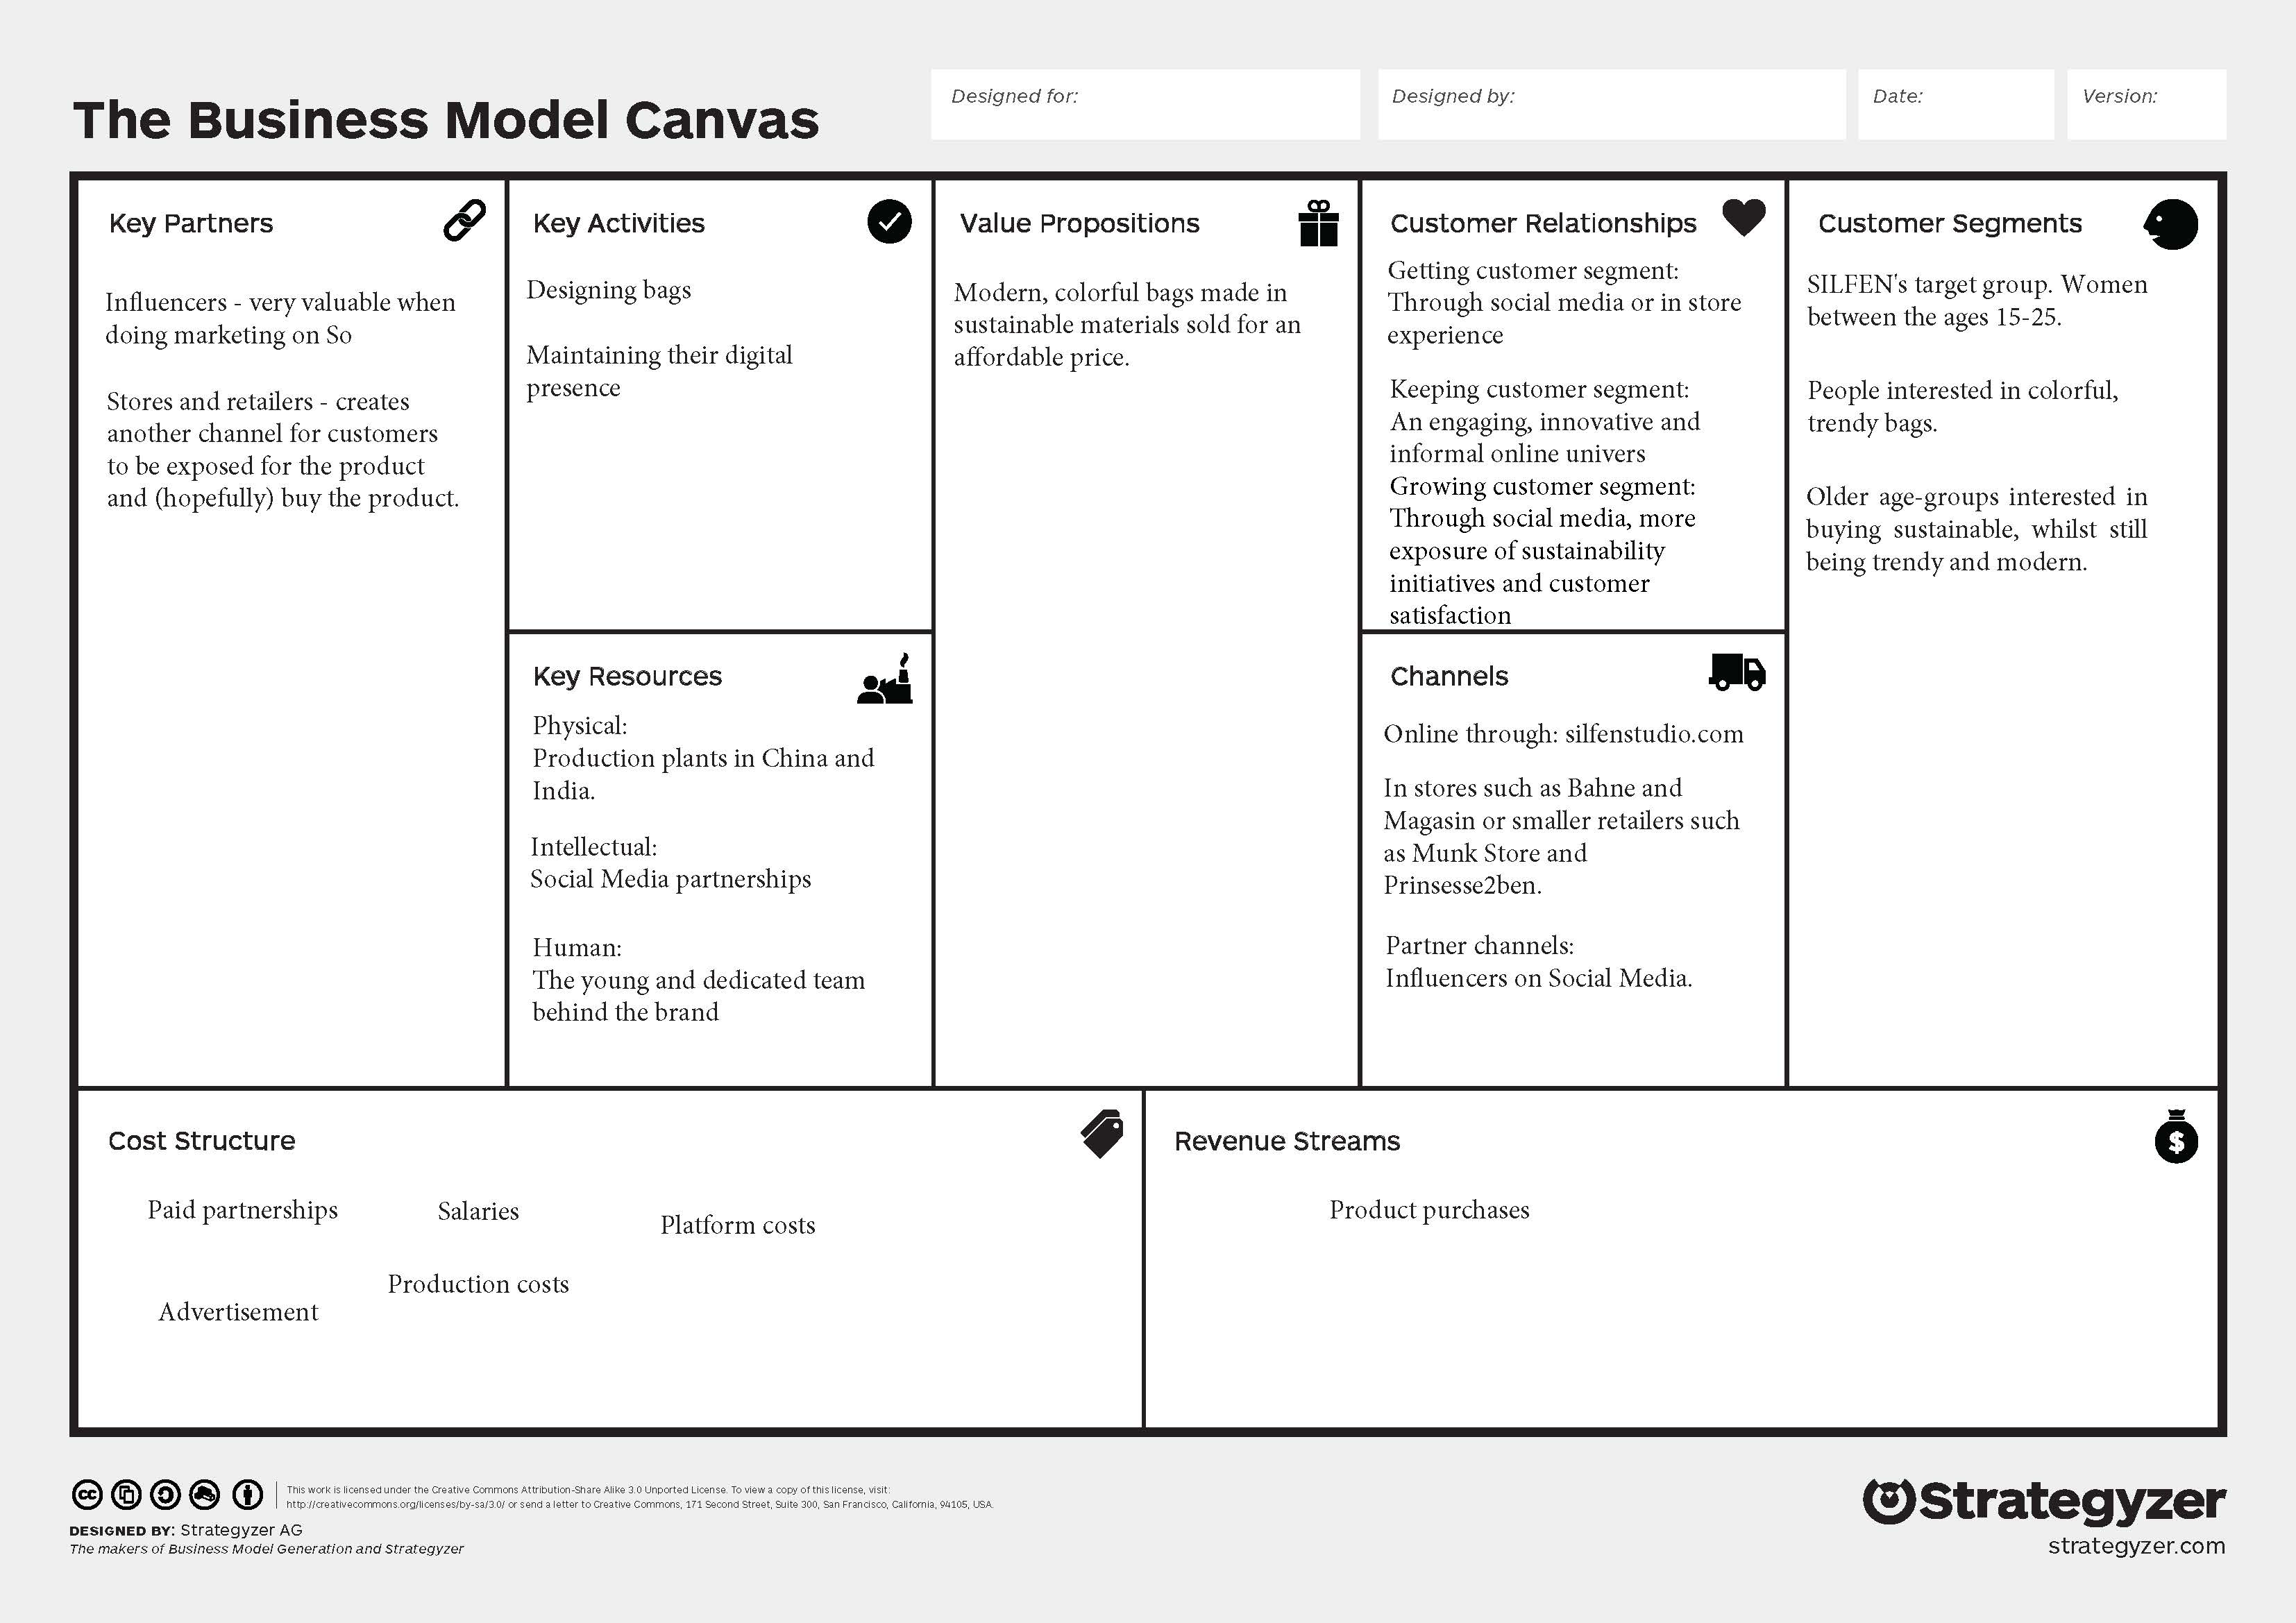 The Business Model Canvas
Designed for:
Designed by:
Date:
Version:
Key Partners
Influencers - very valuable when
doing marketing on So
Stores and retailers - creates
another channel for customers
to be exposed for the product
and (hopefully) buy the product.
Key Activities
Designing bags
Maintaining their digital
presence
Key Resources
Physical:
Production plants in China and
India.
Intellectual:
Social Media partnerships
Human:
The young and dedicated team
behind the brand
Value Propositions
Modern, colorful bags made in
sustainable materials sold for an
affordable price.
Customer Relationships
Getting customer segment:
Through social media or in store
experience
Keeping customer segment:
An engaging, innovative and
informal online univers
Growing customer segment:
Through social media, more
exposure of sustainability
initiatives and customer
satisfaction
Channels
Online through: silfenstudio.com
In stores such as Bahne and
Magasin or smaller retailers such
as Munk Store and
Prinsesse2ben.
Partner channels:
Influencers on Social Media.
Customer Segments
SILFEN's target group. Women
between the ages 15-25.
People interested in colorful,
trendy bags.
Older age-groups interested in
buying sustainable, whilst still
being trendy and modern.
Cost Structure
Paid partnerships
Salaries
Platform costs
Production costs
Advertisement
Revenue Streams
$
Product purchases
cc
This work is licensed under the Creative Commons Attribution-Share Alike 3.0 Unported License. To view a copy of this license, visit:
http://creativecommons.org/licenses/by-sa/3.0/ or send a letter to Creative Commons, 171 Second Street, Suite 300, San Francisco, California, 94105, USA.
DESIGNED BY: Strategyzer AG
The makers of Business Model Generation and Strategyzer
Strategyzer
strategyzer.com